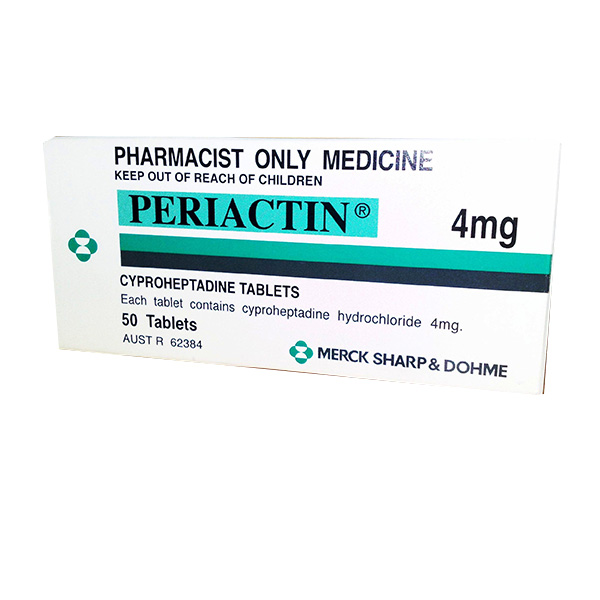 PHARMACIST ONLY MEDICINE
KEEP OUT OF REACH OF CHILDREN
PERIACTIN® 4mg
CYPROHEPTADINE TABLETS
Each tablet contains cyproheptadine hydrochloride 4mg.
50 Tablets
AUST R 62384
MERCK SHARP & DOHME